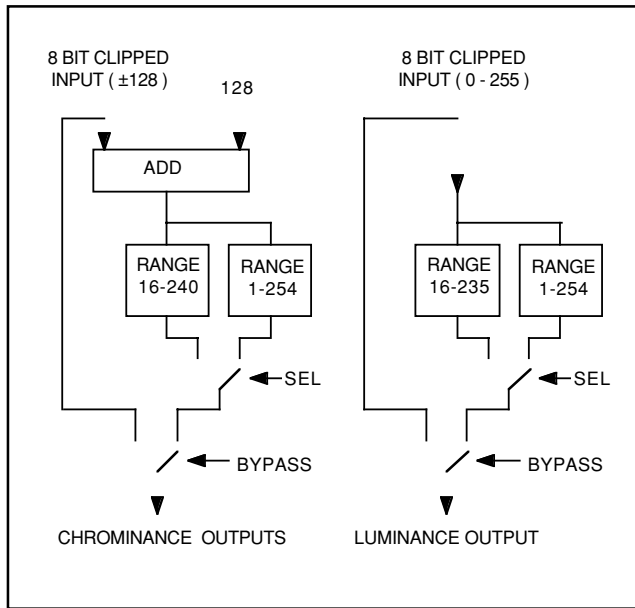 8 BIT CLIPPED
INPUT ( ±128 )
128
ADD
RANGE
16-240
RANGE
1-254
SEL
BYPASS
CHROMINANCE OUTPUTS
8 BIT CLIPPED
INPUT ( 0 - 255 )
RANGE
16-235
RANGE
1-254
SEL
BYPASS
LUMINANCE OUTPUT